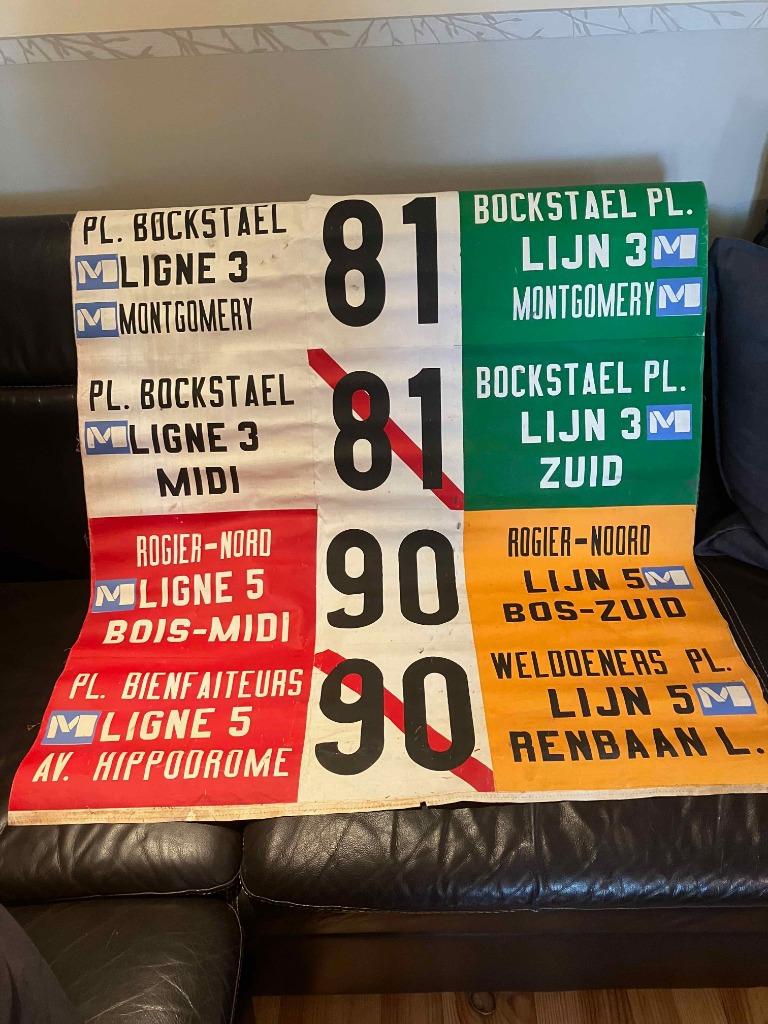 PL. BOCKSTAEL 81 BOCKSTAEL PL.
M LIGNE 3 LIJN 3 M
M MONTGOMERY MONTGOMERY M
PL. BOCKSTAEL 81 BOCKSTAEL PL.
M LIGNE 3 LIJN 3 M
MIDI ZUID
ROGIER-NORD 90 ROGIER-NOORD
M LIGNE 5 LIJN 5 M
BOIS-MIDI BOS-ZUID
PL. BIENFAITEURS 90 WELDOENERS PL.
M LIGNE 5 LIJN 5 M
AV. HIPPODROME RENBAAN L.